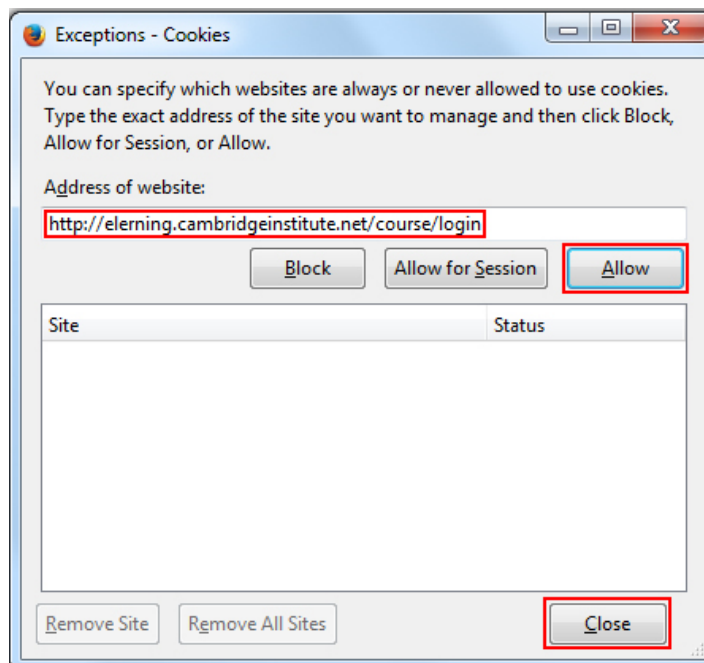 Exceptions - Cookies
You can specify which websites are always or never allowed to use cookies.
Type the exact address of the site you want to manage and then click Block,
Allow for Session, or Allow.
Address of website:
http://elerning.cambridgeinstitute.net/course/login
Block Allow for Session Allow
Site Status
Remove Site Remove All Sites Close